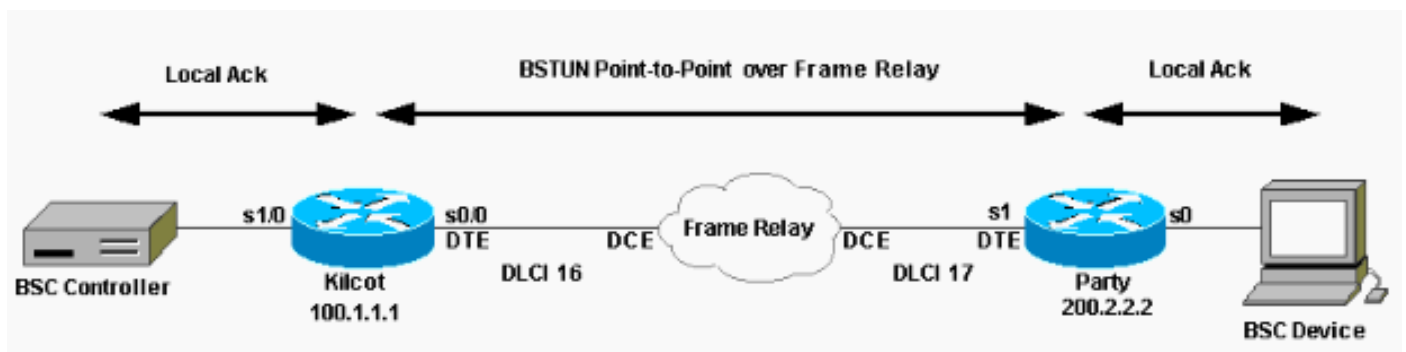 Local Ack
BSTUN Point-to-Point over Frame Relay
Local Ack
s1/0
s0/0
DTE
DCE
Frame Relay
DCE
s1
DTE
s0
DLCI 16
DLCI 17
BSC Controller
Kilcot
100.1.1.1
Party
200.2.2.2
BSC Device